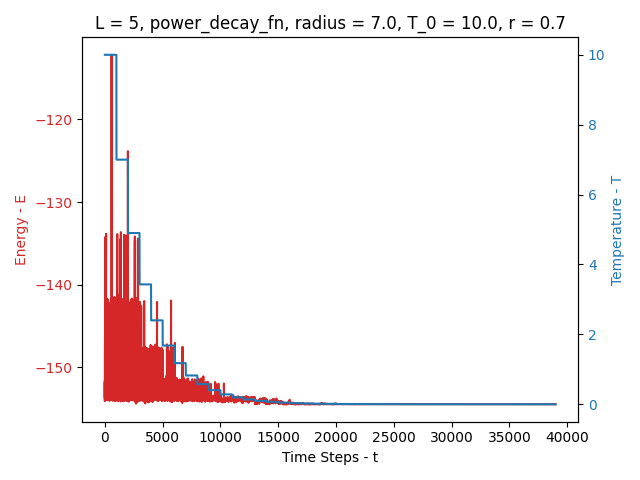 L = 5, power_decay_fn, radius = 7.0, T_0 = 10.0, r = 0.7
Energy - E
−120
−130
−140
−150
10
8
6
4
2
0
Temperature - T
0 5000 10000 15000 20000 25000 30000 35000 40000
Time Steps - t